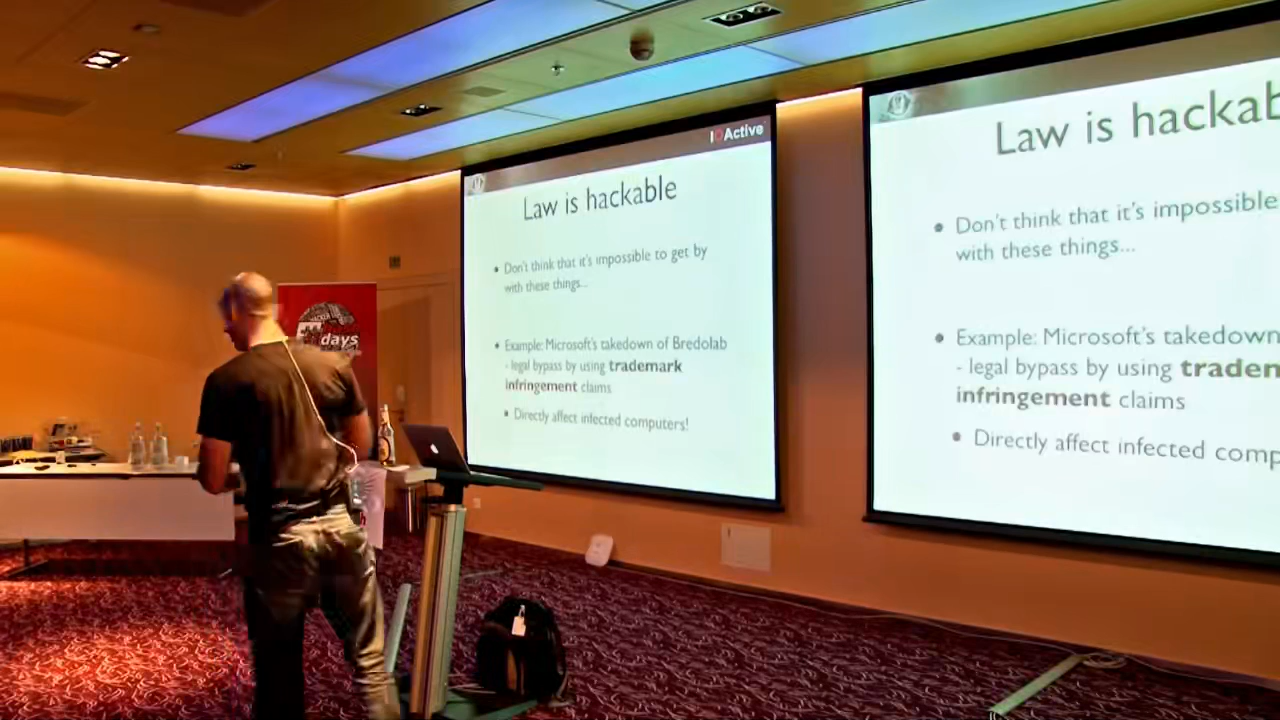 IOActive
Law is hackable
• Don't think that it's impossible to get by
with these things...
• Example: Microsoft's takedown of Bredolab
- legal bypass by using trademark
infringement claims
• Directly affect infected computers!
Law is hackab
• Don't think that it's impossible
with these things...
• Example: Microsoft's takedown
- legal bypass by using tradem
infringement claims
• Directly affect infected comp
days